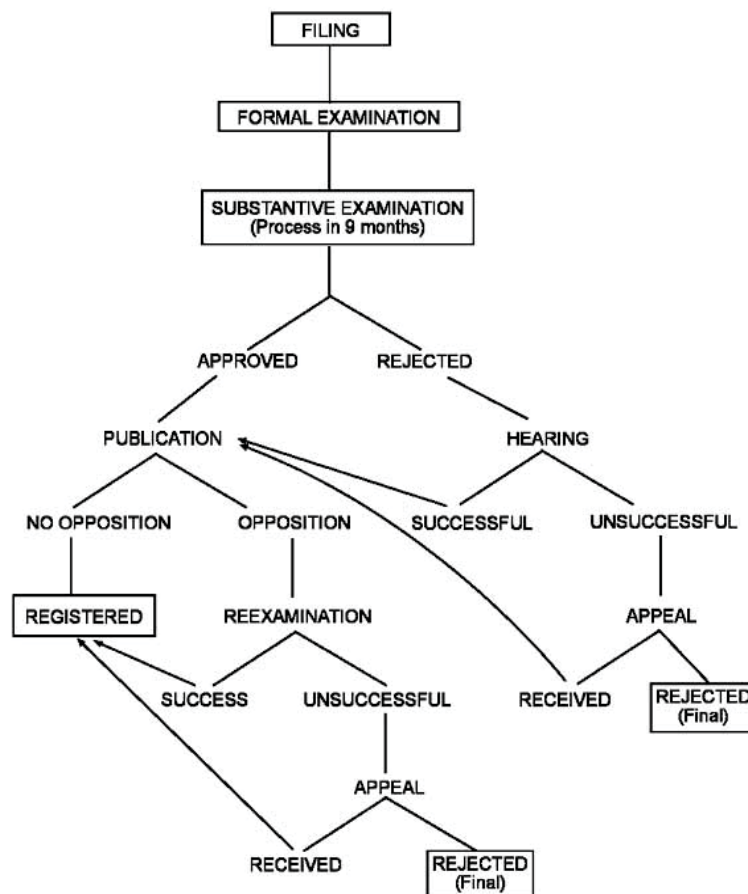 FILING
FORMAL EXAMINATION
SUBSTANTIVE EXAMINATION
(Process in 9 months)
APPROVED
REJECTED
PUBLICATION
HEARING
NO OPPOSITION
OPPOSITION
SUCCESSFUL
UNSUCCESSFUL
REGISTERED
REEXAMINATION
APPEAL
SUCCESS
UNSUCCESSFUL
RECEIVED
REJECTED
(Final)
APPEAL
RECEIVED
REJECTED
(Final)